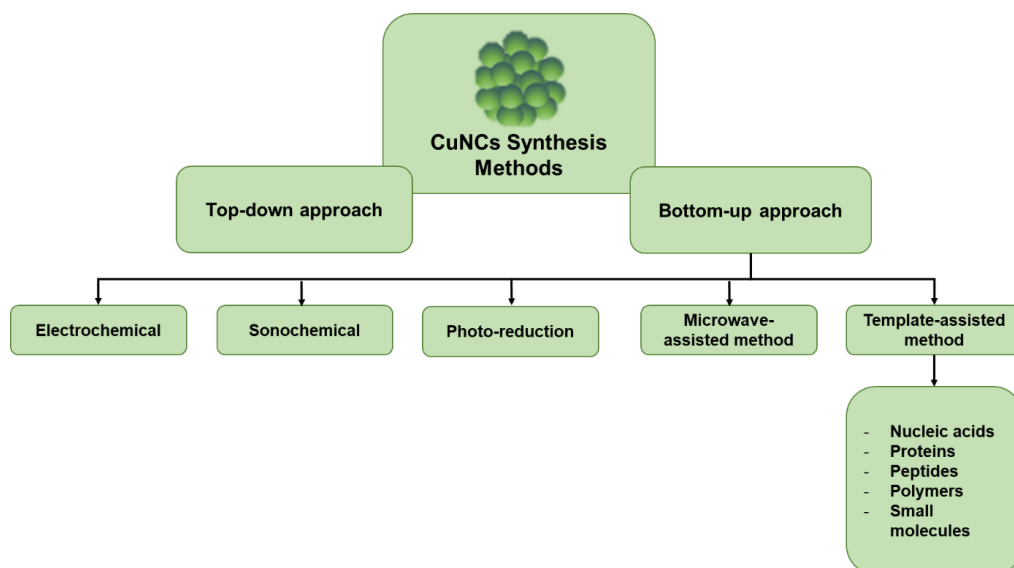 CuNCs Synthesis
Methods
Top-down approach
Bottom-up approach
Electrochemical
Sonochemical
Photo-reduction
Microwave-
assisted method
Template-assisted
method
- Nucleic acids
- Proteins
- Peptides
- Polymers
- Small
molecules